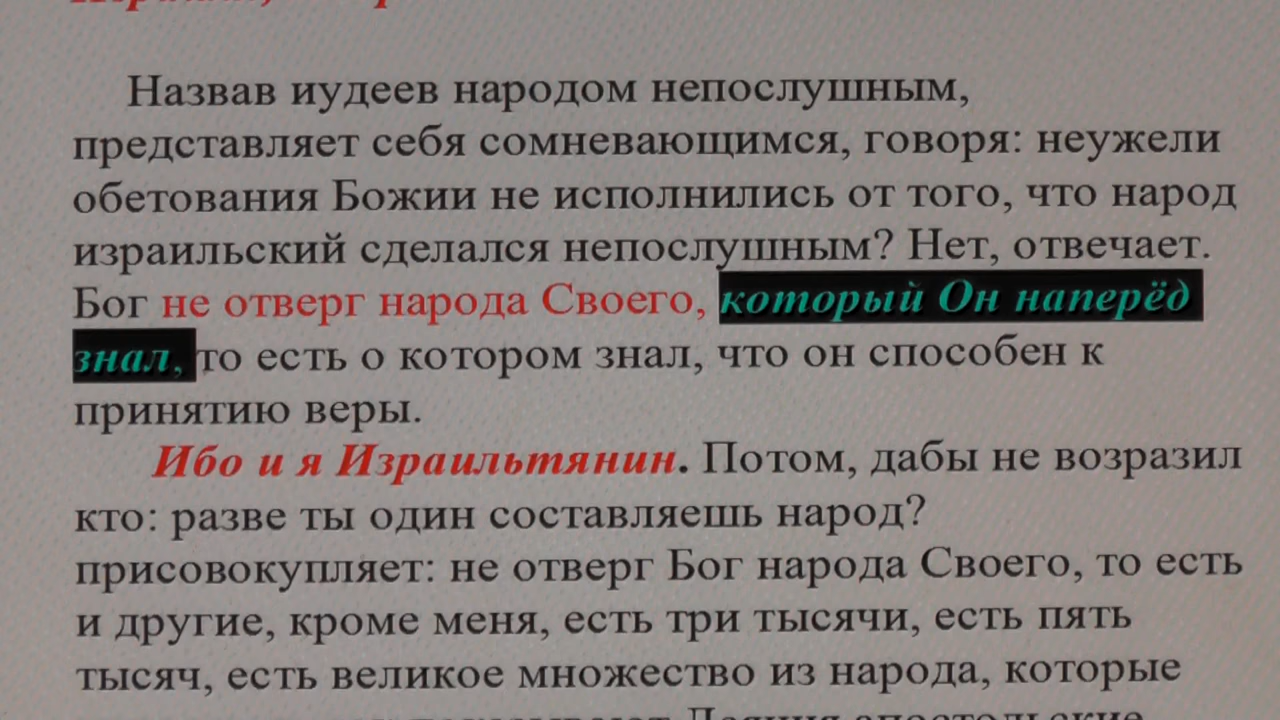 Назвав иудеев народом непослушным,
представляет себя сомневающимся, говоря: неужели
обетования Божии не исполнились от того, что народ
израильский сделался непослушным? Нет, отвечает.
Бог не отверг народа Своего, который Он наперёд
знал, то есть о котором знал, что он способен к
принятию веры.
Ибо и я Израильтянин. Потом, дабы не возразил
кто: разве ты один составляешь народ?
присовокупляет: не отверг Бог народа Своего, то есть
и другие, кроме меня, есть три тысячи, есть пять
тысяч, есть великое множество из народа, которые
Деяния апостольские